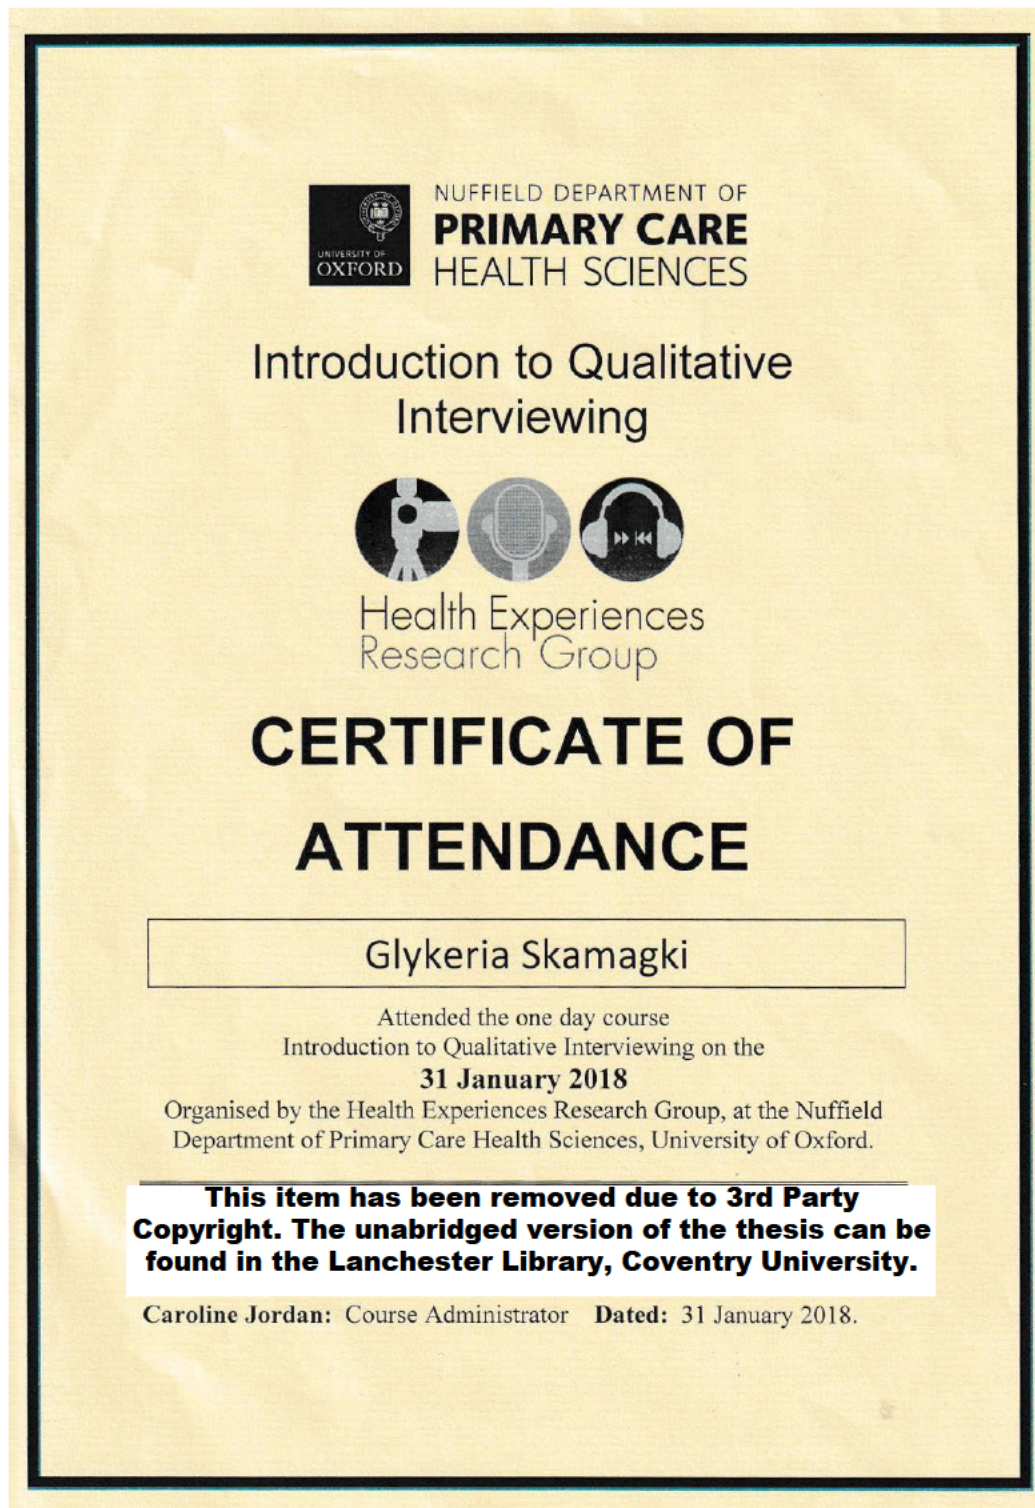 UNIVERSITY OF
OXFORD
NUFFIELD DEPARTMENT OF
PRIMARY CARE
HEALTH SCIENCES
Introduction to Qualitative
Interviewing
Health Experiences
Research Group
CERTIFICATE OF
ATTENDANCE
Glykeria Skamagki
Attended the one day course
Introduction to Qualitative Interviewing on the
31 January 2018
Organised by the Health Experiences Research Group, at the Nuffield
Department of Primary Care Health Sciences, University of Oxford.
This item has been removed due to 3rd Party
Copyright. The unabridged version of the thesis can be
found in the Lanchester Library, Coventry University.
Caroline Jordan: Course Administrator Dated: 31 January 2018.